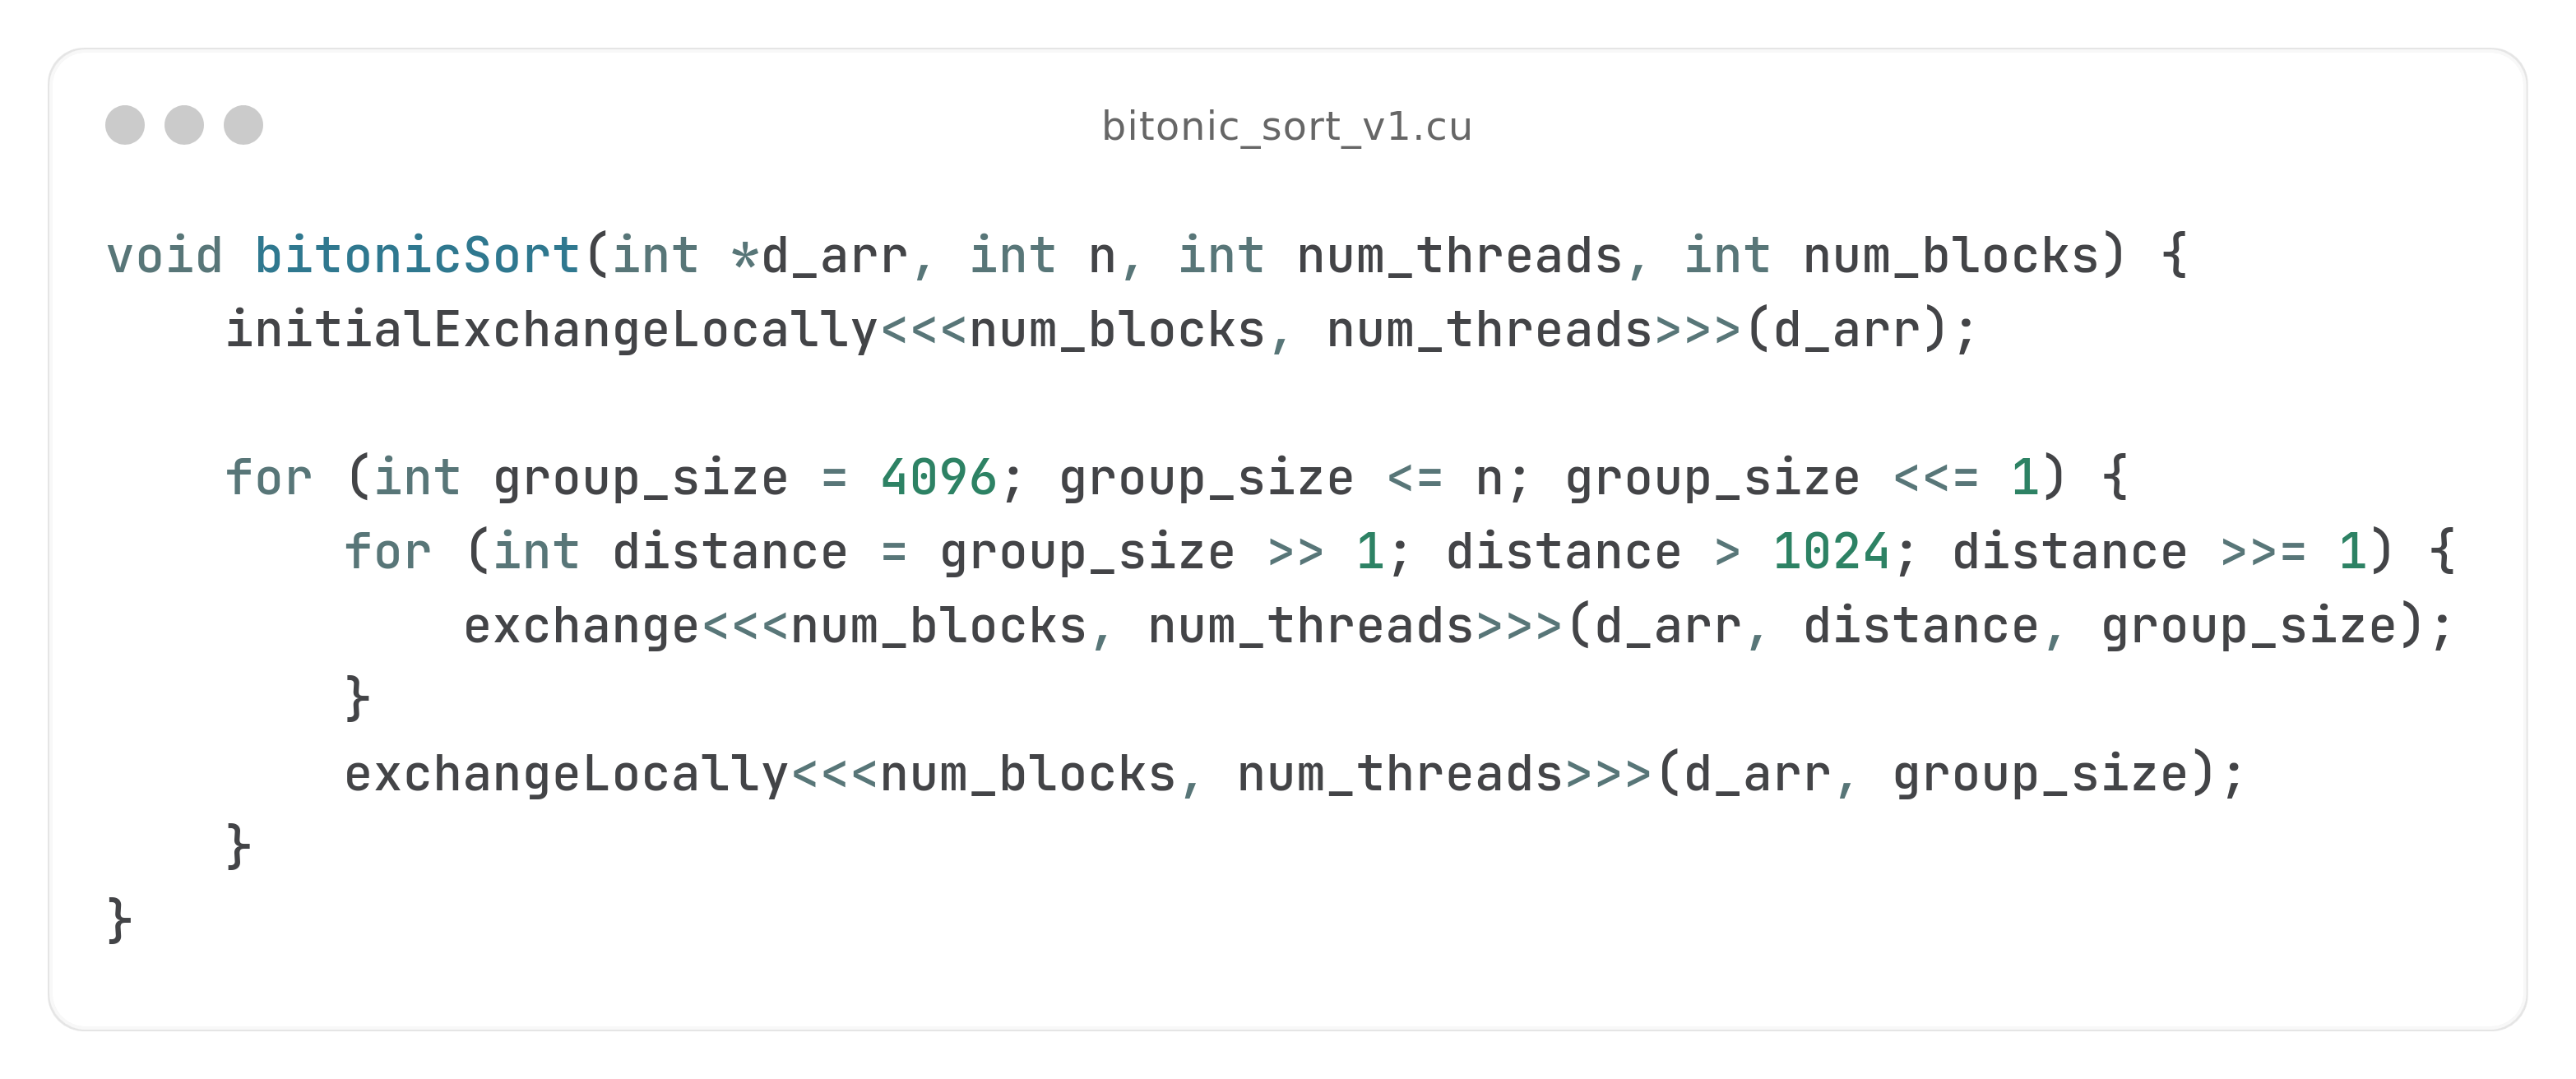 bitonic_sort_v1.cu
void bitonicSort(int *d_arr, int n, int num_threads, int num_blocks) {
    initialExchangeLocally<<<num_blocks, num_threads>>>(d_arr);

    for (int group_size = 4096; group_size <= n; group_size <<= 1) {
        for (int distance = group_size >> 1; distance > 1024; distance >>= 1) {
            exchange<<<num_blocks, num_threads>>>(d_arr, distance, group_size);
        }
        exchangeLocally<<<num_blocks, num_threads>>>(d_arr, group_size);
    }
}